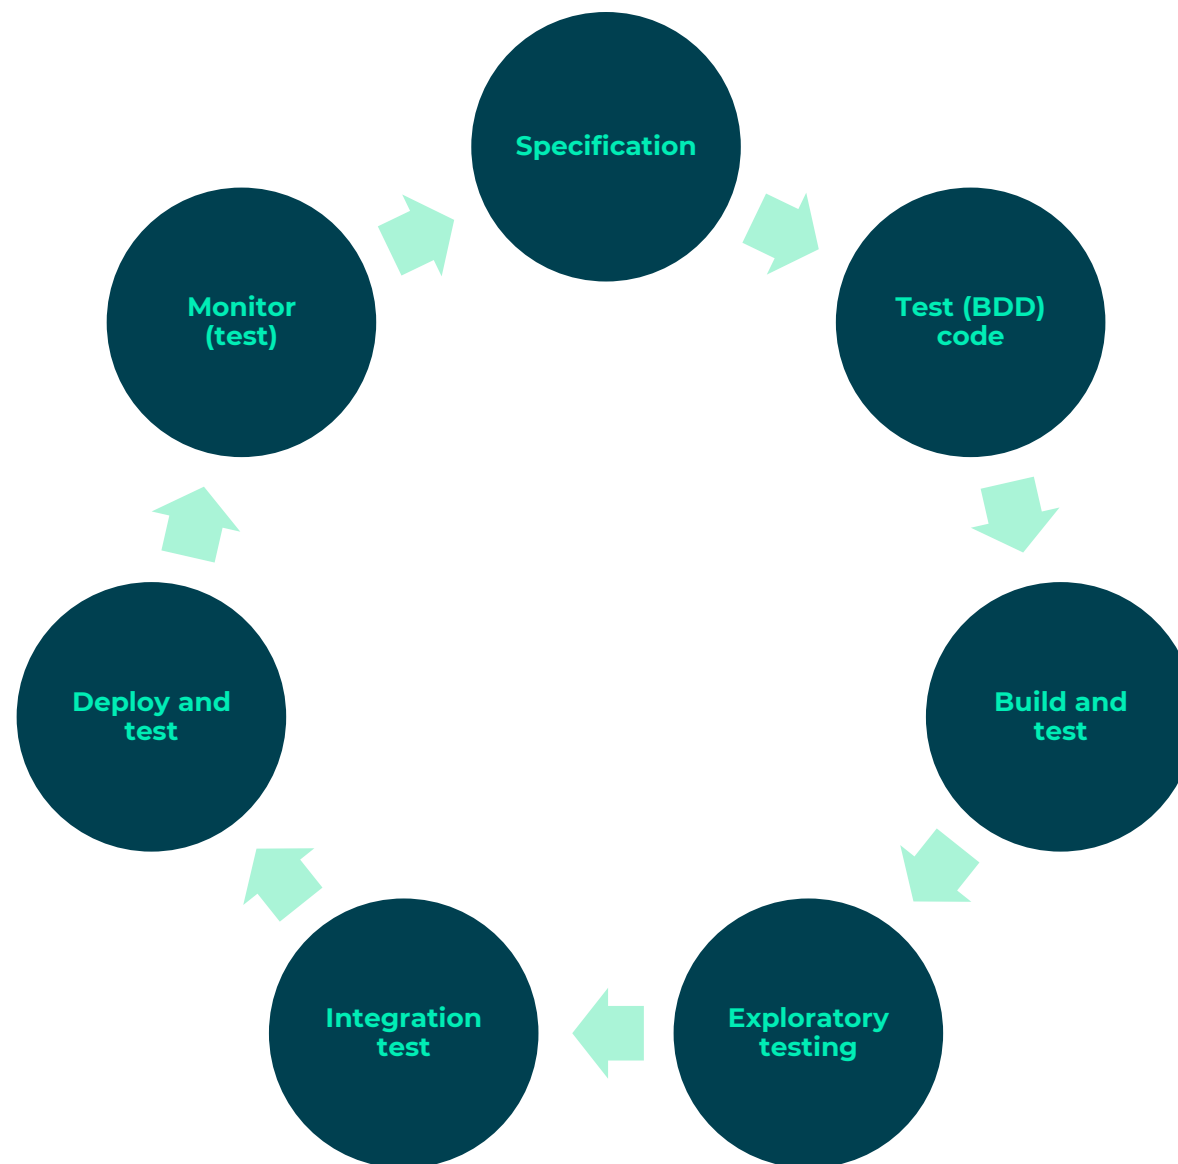 Specification
Test (BDD)
code
Build and
test
Exploratory
testing
Integration
test
Deploy and
test
Monitor
(test)